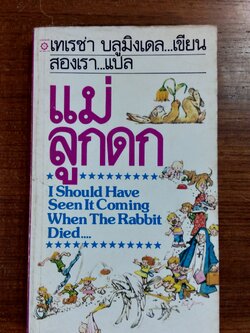 เทเรซ่า บลูมิงเดล...เขียน
สองเรา...แปล
แม่
ลูกดก
I Should Have
Seen It Coming
When The Rabbit
Died....